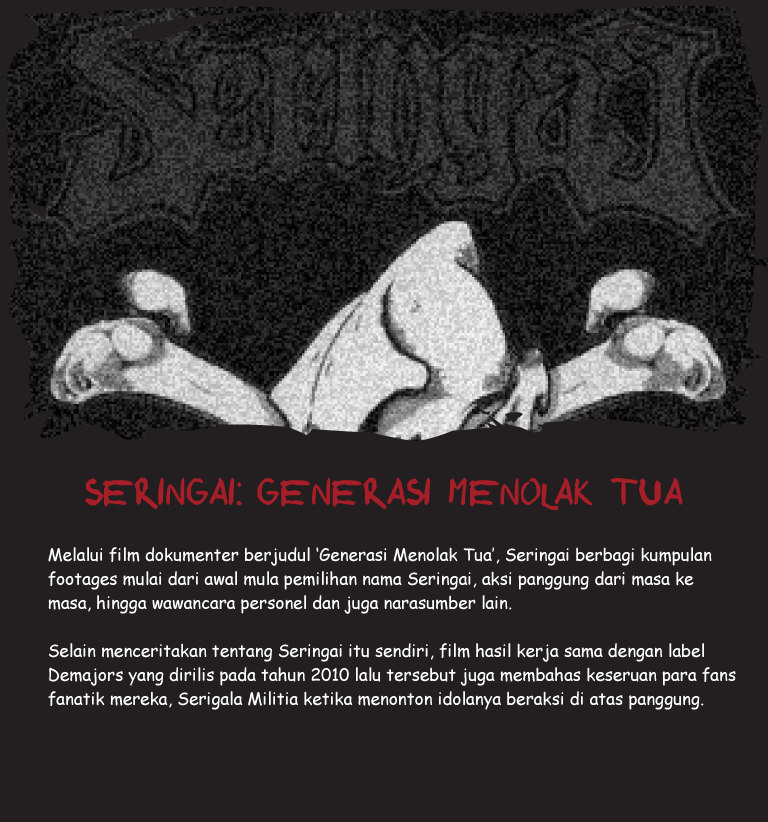 Seringai
SERINGAI: GENERASI MENOLAK TUA
Melalui film dokumenter berjudul ‘Generasi Menolak Tua’, Seringai berbagi kumpulan
footages mulai dari awal mula pemilihan nama Seringai, aksi panggung dari masa ke
masa, hingga wawancara personel dan juga narasumber lain.
Selain menceritakan tentang Seringai itu sendiri, film hasil kerja sama dengan label
Demajors yang dirilis pada tahun 2010 lalu tersebut juga membahas keseruan para fans
fanatik mereka, Serigala Militia ketika menonton idolanya beraksi di atas panggung.